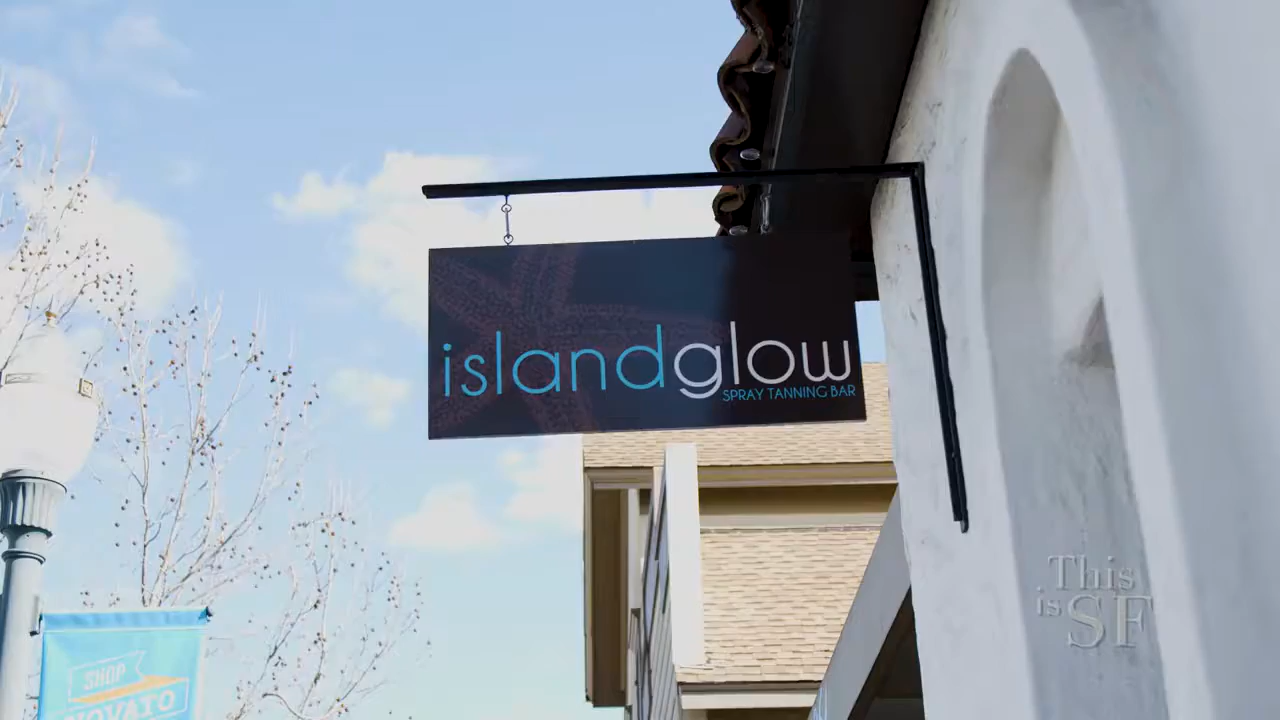 islandglow
SPRAY TANNING BAR
SHOP
NOVATO
This
is SF